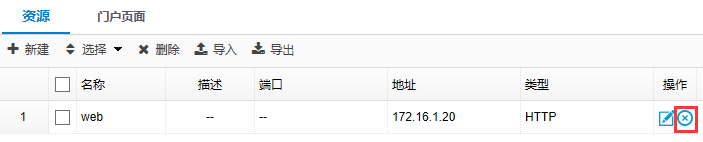 资源 门户页面
新建 选择 删除 导入 导出
名称 描述 端口 地址 类型 操作
1 web -- -- 172.16.1.20 HTTP